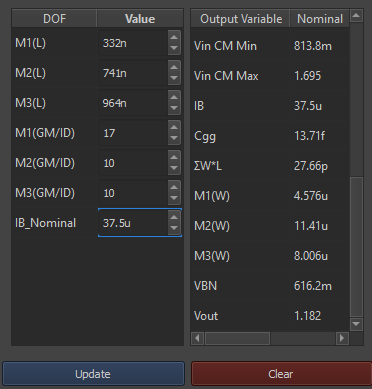 DOF Value
M1(L) 332n
M2(L) 741n
M3(L) 964n
M1(GM/ID) 17
M2(GM/ID) 10
M3(GM/ID) 10
IB_Nominal 37.5u
Output Variable Nominal
Vin CM Min 813.8m
Vin CM Max 1.695
IB 37.5u
Cgg 13.71f
ΣW*L 27.66p
M1(W) 4.576u
M2(W) 11.41u
M3(W) 8.006u
VBN 616.2m
Vout 1.182
Update
Clear